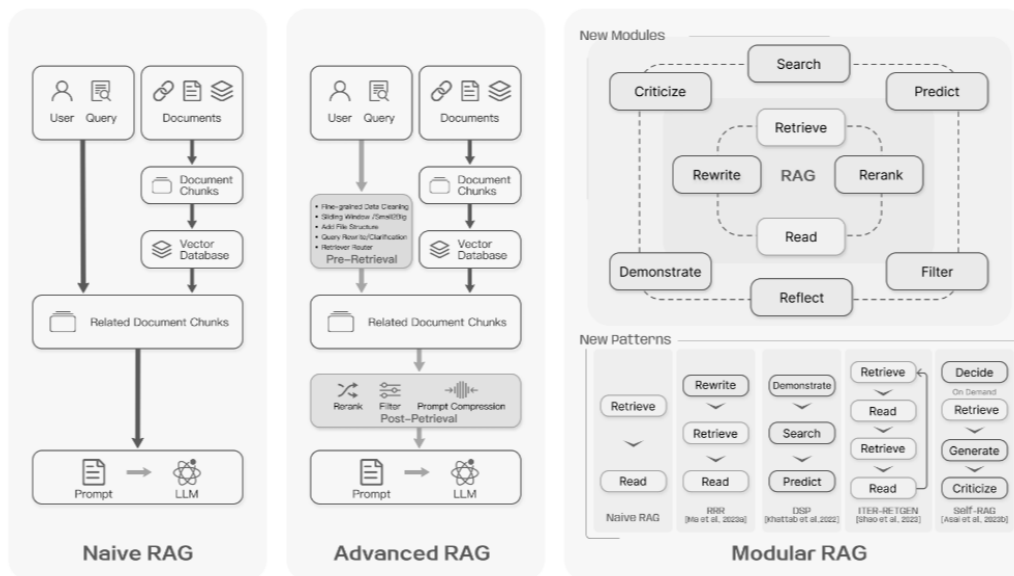 User Query
Documents
Document
Chunks
Vector
Database
Related Document Chunks
Prompt
LLM
Naive RAG
User Query
Documents
Document
Chunks
• Fine-grained Data Cleaning
• Sliding Window /Small2Big
• Add File Structure
• Query Rewrite/Clarification
• Retriever Router
Pre-Retrieval
Vector
Database
Related Document Chunks
Rerank Filter Prompt Compression
Post-Petrieval
Prompt
LLM
Advanced RAG
New Modules
Search
Criticize
Predict
Retrieve
Rewrite
RAG
Rerank
Read
Demonstrate
Filter
Reflect
New Patterns
Retrieve
Read
Naive RAG
Rewrite
Retrieve
Read
RRR
[Ma et al., 2023a]
Demonstrate
Search
Predict
DSP
[Khattab et al.,2022]
Retrieve
Read
Retrieve
Read
ITER-RETGEN
[Shao et al., 2023]
Decide
On Demand
Retrieve
Generate
Criticize
Self-RAG
[Asai et al., 2023b]
Modular RAG